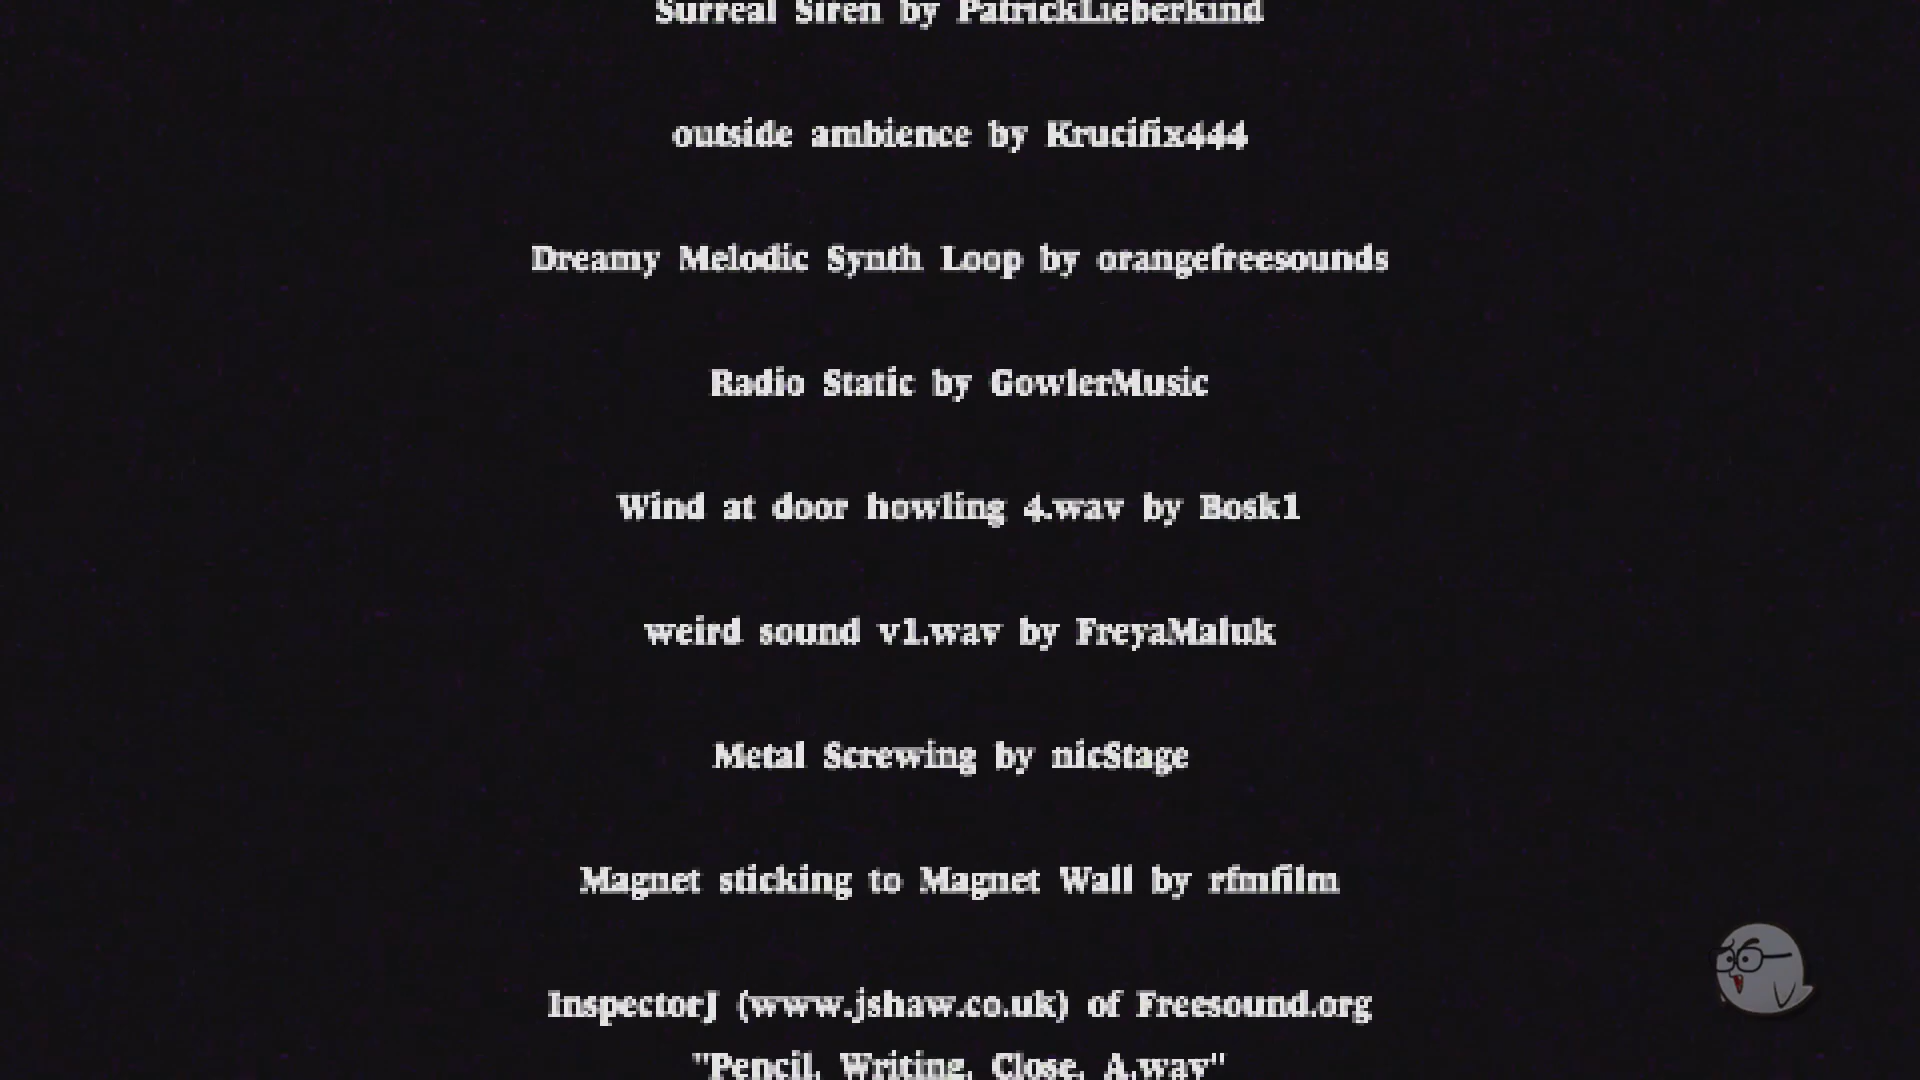 Surreal Siren by PatrickLieberkind
outside ambience by Krucifix444
Dreamy Melodic Synth Loop by orangefreesounds
Radio Static by GowlerMusic
Wind at door howling 4.wav by Bosk1
weird sound v1.wav by FreyaMaluk
Metal Screwing by nicStage
Magnet sticking to Magnet Wall by rfmfilm
InspectorJ (www.jshaw.co.uk) of Freesound.org
"Pencil, Writing, Close, A.wav"